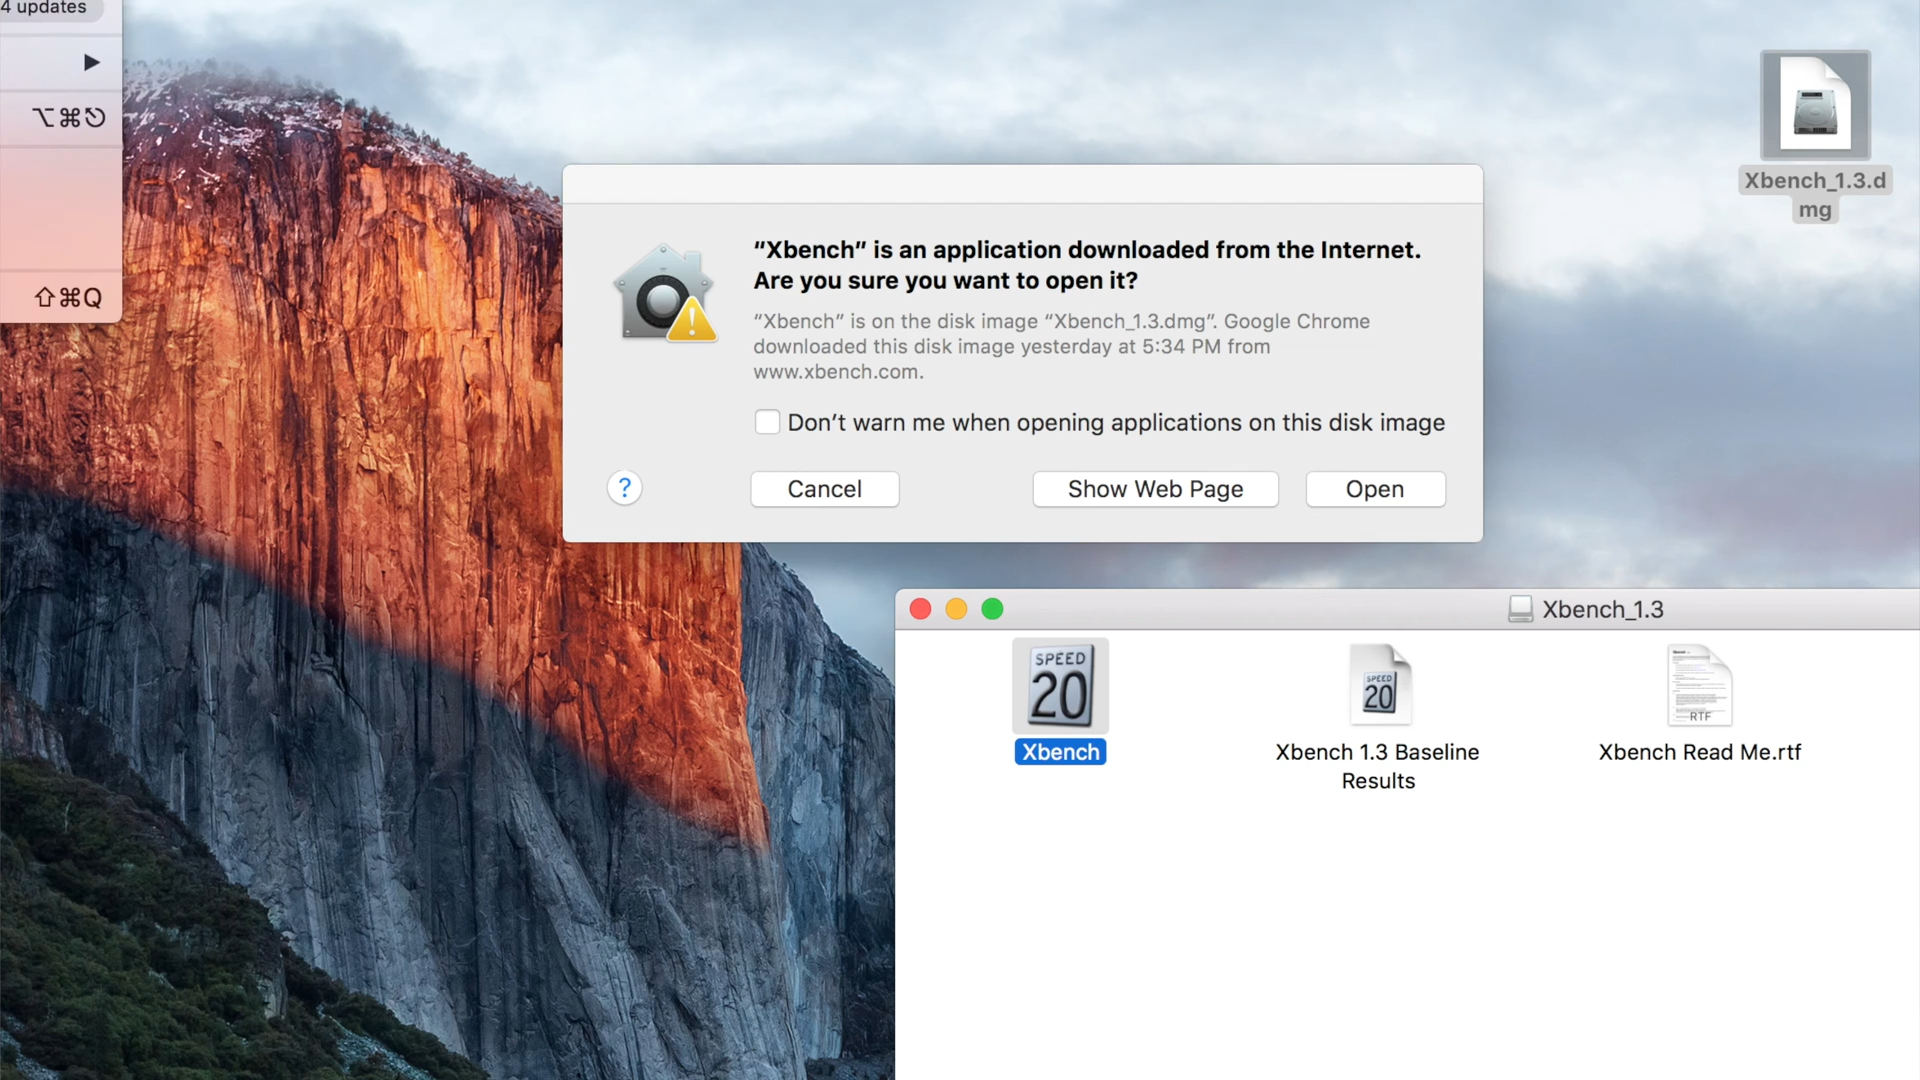 4 updates
⌥⌘⎋
⇧⌘Q
Xbench_1.3.d
mg
“Xbench” is an application downloaded from the Internet.
Are you sure you want to open it?
“Xbench” is on the disk image “Xbench_1.3.dmg”. Google Chrome
downloaded this disk image yesterday at 5:34 PM from
www.xbench.com.
Don’t warn me when opening applications on this disk image
?
Cancel
Show Web Page
Open
Xbench_1.3
SPEED
20
SPEED
20
RTF
Xbench
Xbench 1.3 Baseline
Results
Xbench Read Me.rtf